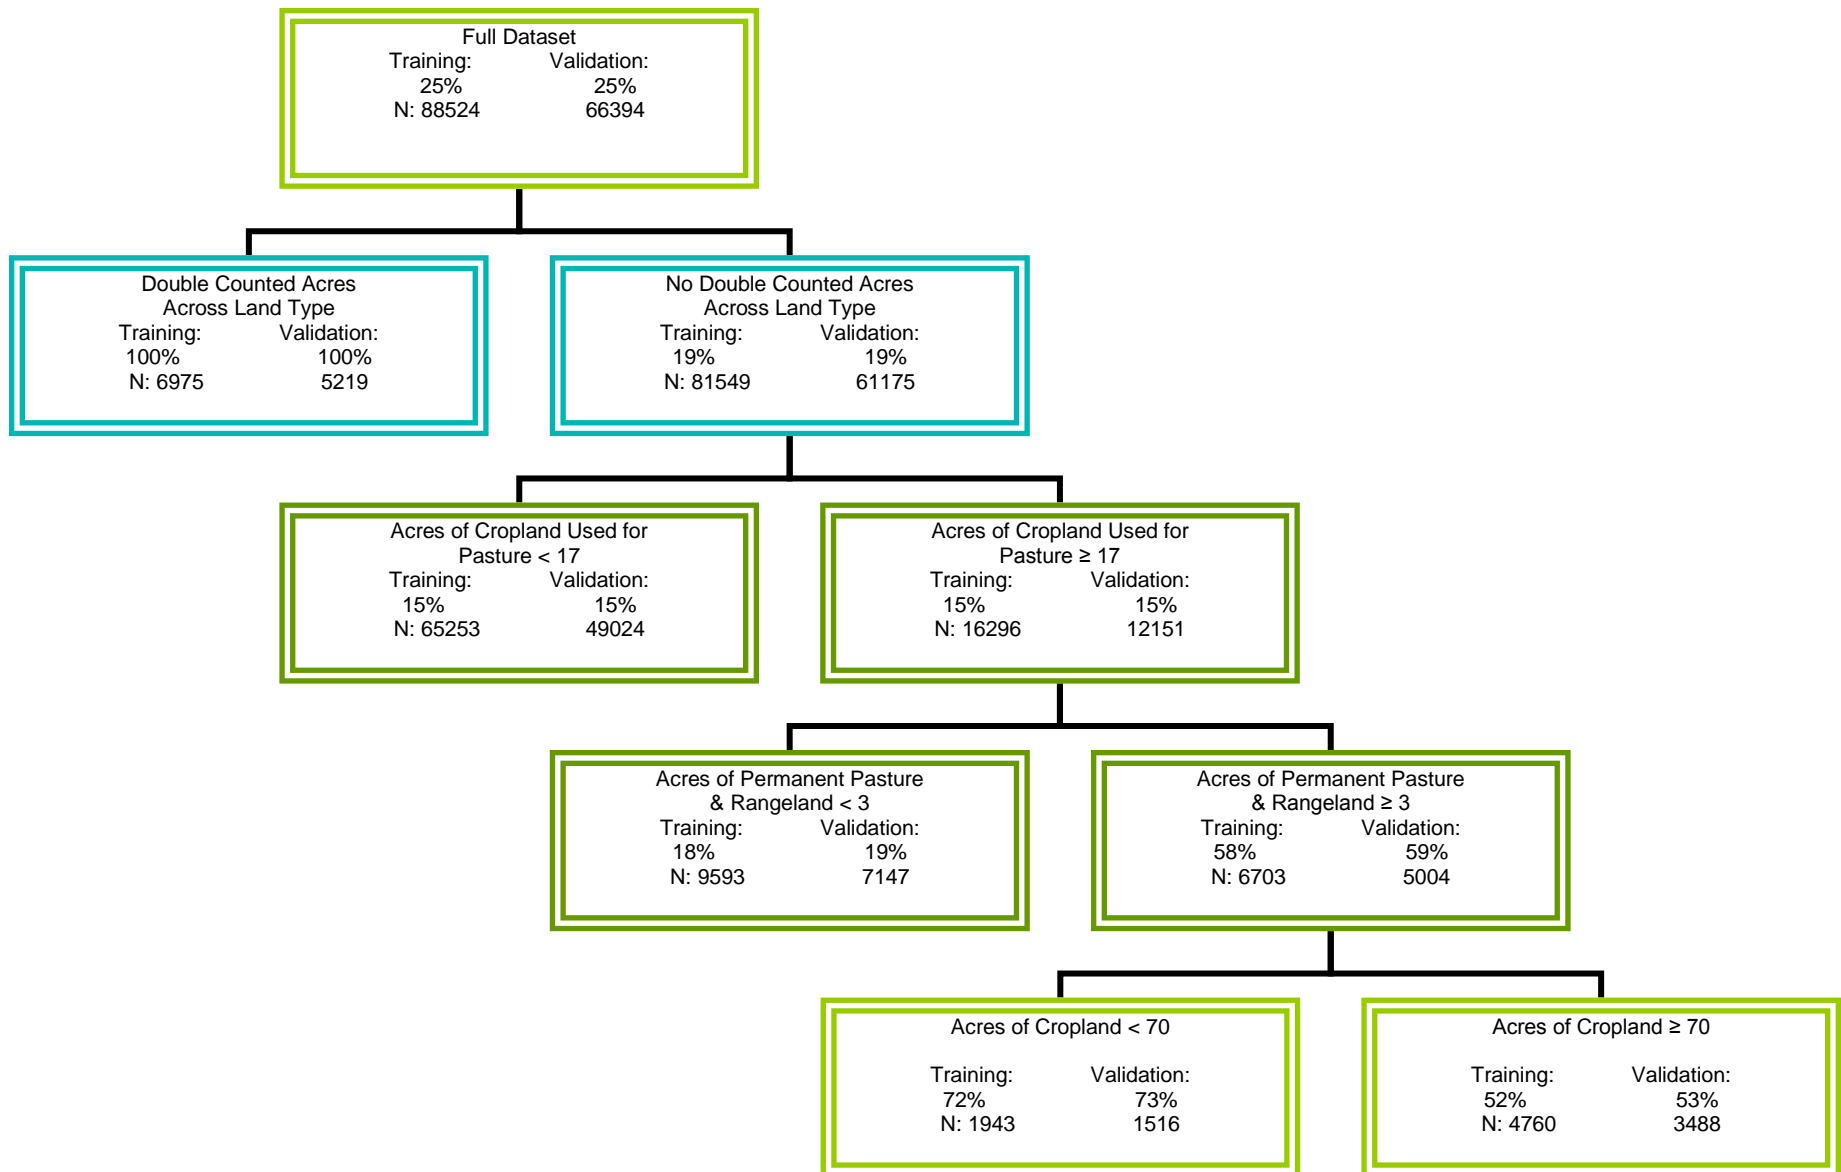 Full Dataset
Training: Validation:
25% 25%
N: 88524 66394
Double Counted Acres
Across Land Type
Training: Validation:
100% 100%
N: 6975 5219
No Double Counted Acres
Across Land Type
Training: Validation:
19% 19%
N: 81549 61175
Acres of Cropland Used for
Pasture < 17
Training: Validation:
15% 15%
N: 65253 49024
Acres of Cropland Used for
Pasture ≥ 17
Training: Validation:
15% 15%
N: 16296 12151
Acres of Permanent Pasture
& Rangeland < 3
Training: Validation:
18% 19%
N: 9593 7147
Acres of Permanent Pasture
& Rangeland ≥ 3
Training: Validation:
58% 59%
N: 6703 5004
Acres of Cropland < 70
Training: Validation:
72% 73%
N: 1943 1516
Acres of Cropland ≥ 70
Training: Validation:
52% 53%
N: 4760 3488